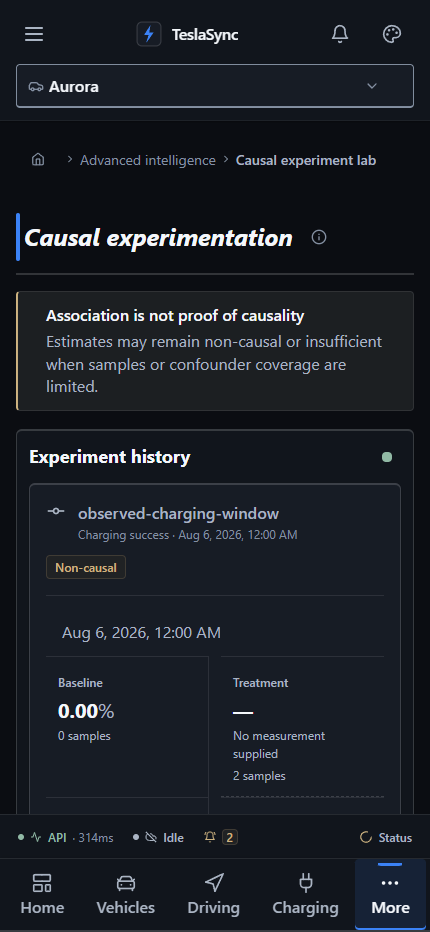 TeslaSync
Aurora
Advanced intelligence
Causal experiment lab
Causal experimentation
Association is not proof of causality
Estimates may remain non-causal or insufficient
when samples or confounder coverage are
limited.
Experiment history
observed-charging-window
Charging success · Aug 6, 2026, 12:00 AM
Non-causal
Aug 6, 2026, 12:00 AM
Baseline
0.00%
0 samples
Treatment
—
No measurement
supplied
2 samples
API · 314ms
Idle
2
Status
Home
Vehicles
Driving
Charging
More